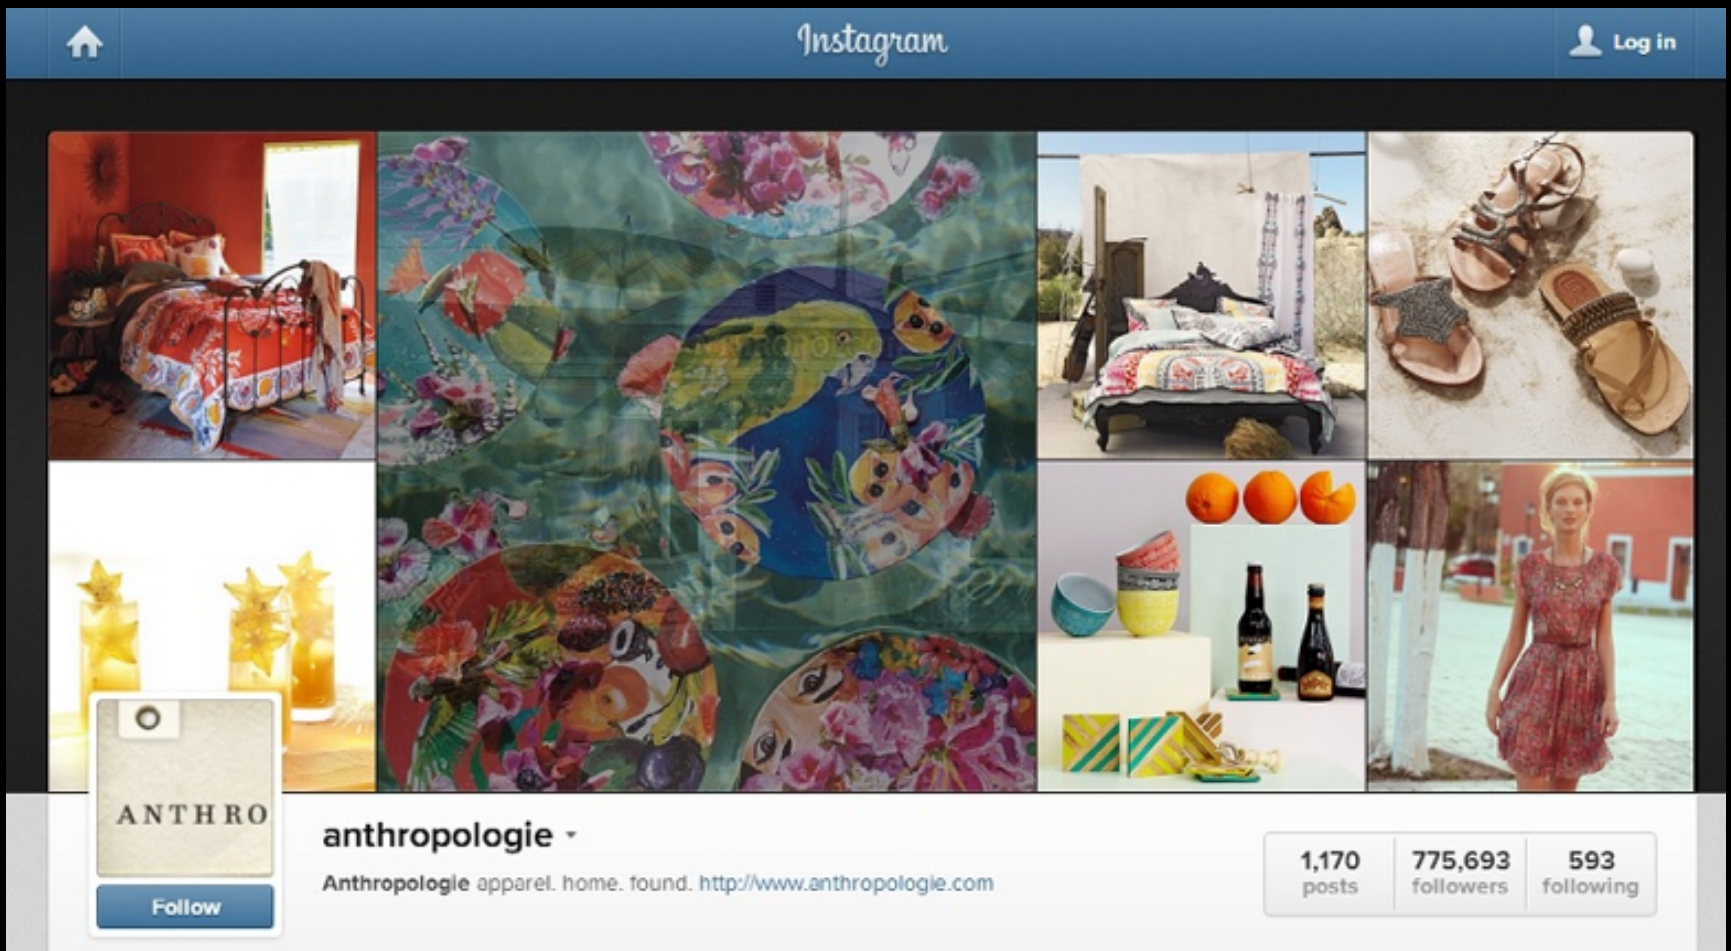 Instagram
Log in
ANTHRO
anthropologie
Anthropologie apparel. home. found. http://www.anthropologie.com
Follow
1,170 posts
775,693 followers
593 following